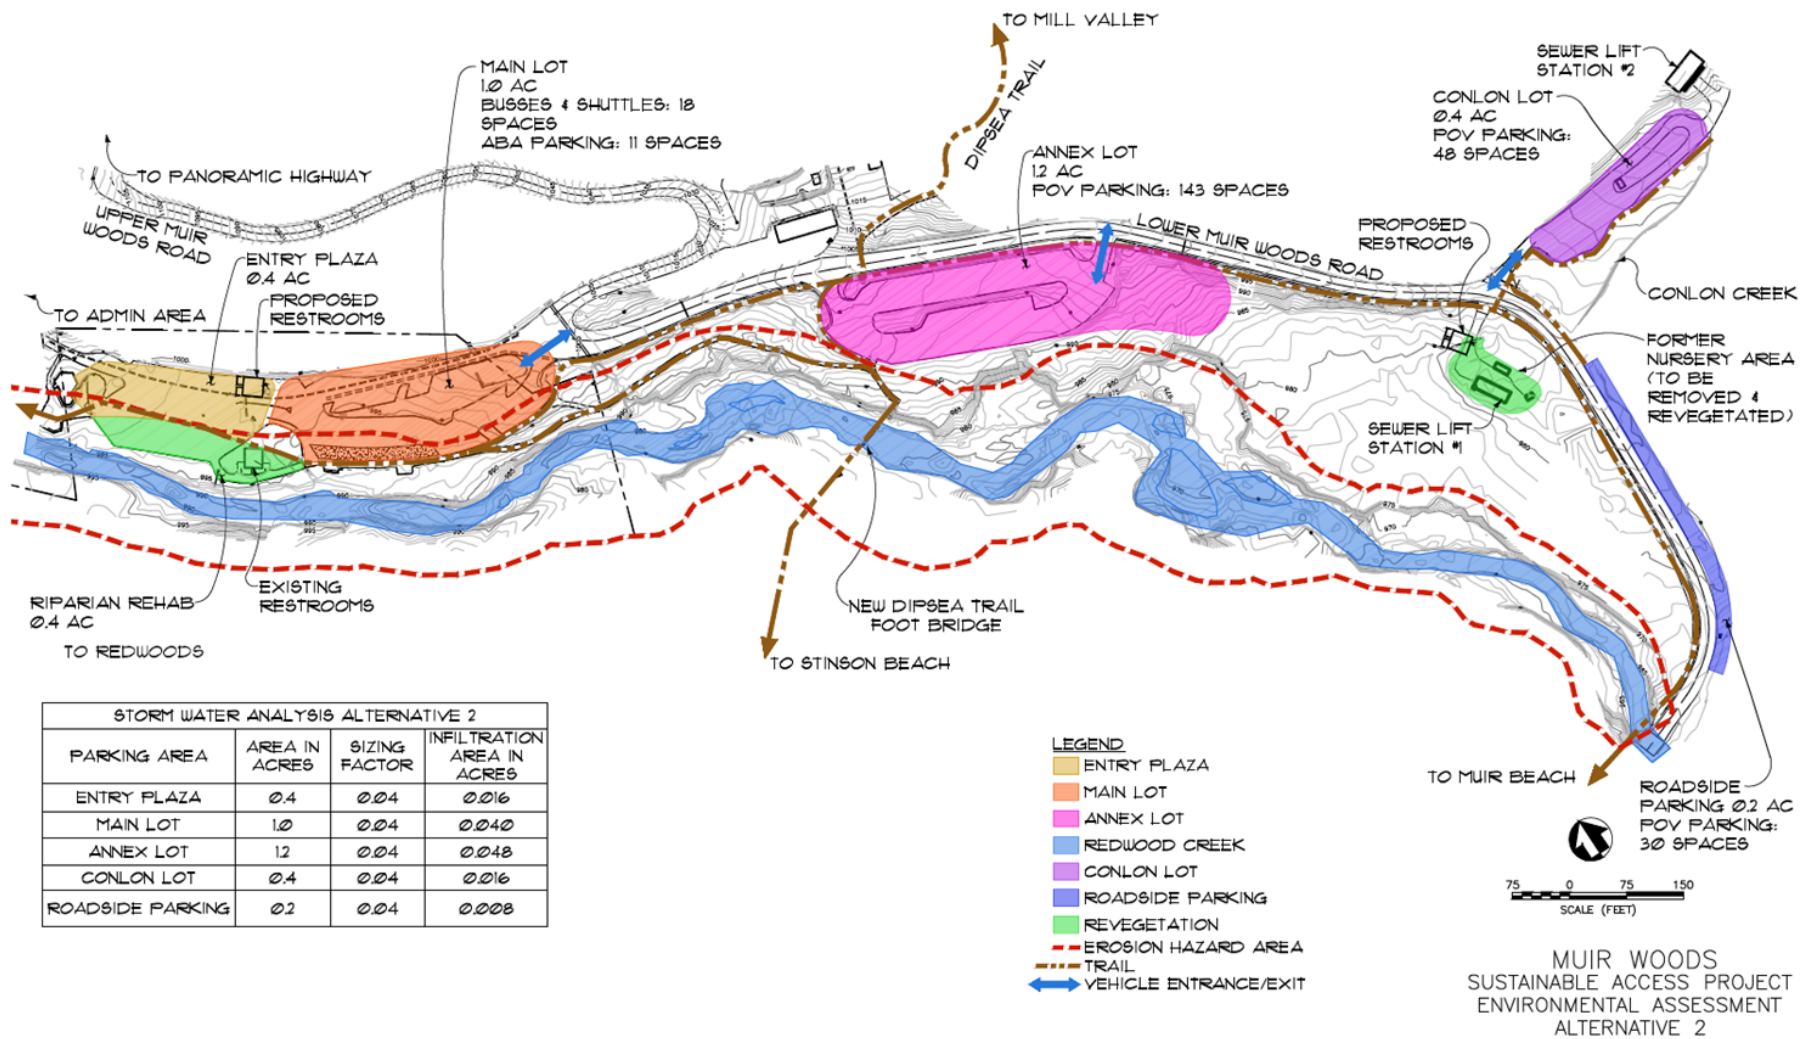 TO MILL VALLEY
DIPSEA TRAIL
SEWER LIFT
STATION #2
MAIN LOT
1.0 AC
BUSSES & SHUTTLES: 18
SPACES
ABA PARKING: 11 SPACES
CONLON LOT
0.4 AC
POV PARKING:
48 SPACES
ANNEX LOT
1.2 AC
POV PARKING: 143 SPACES
TO PANORAMIC HIGHWAY
UPPER MUIR
WOODS ROAD
LOWER MUIR WOODS ROAD
PROPOSED
RESTROOMS
ENTRY PLAZA
0.4 AC
PROPOSED
RESTROOMS
CONLON CREEK
TO ADMIN AREA
FORMER
NURSERY AREA
(TO BE
REMOVED &
REVEGETATED)
SEWER LIFT
STATION #1
RIPARIAN REHAB
0.4 AC
EXISTING
RESTROOMS
NEW DIPSEA TRAIL
FOOT BRIDGE
TO REDWOODS
TO STINSON BEACH
STORM WATER ANALYSIS ALTERNATIVE 2
PARKING AREA
AREA IN
ACRES
SIZING
FACTOR
INFILTRATION
AREA IN
ACRES
ENTRY PLAZA 0.4 0.04 0.016
MAIN LOT 1.0 0.04 0.040
ANNEX LOT 1.2 0.04 0.048
CONLON LOT 0.4 0.04 0.016
ROADSIDE PARKING 0.2 0.04 0.008
LEGEND
ENTRY PLAZA
MAIN LOT
ANNEX LOT
REDWOOD CREEK
CONLON LOT
ROADSIDE PARKING
REVEGETATION
EROSION HAZARD AREA
TRAIL
VEHICLE ENTRANCE/EXIT
TO MUIR BEACH
ROADSIDE
PARKING 0.2 AC
POV PARKING:
30 SPACES
75 0 75 150
SCALE (FEET)
MUIR WOODS
SUSTAINABLE ACCESS PROJECT
ENVIRONMENTAL ASSESSMENT
ALTERNATIVE 2